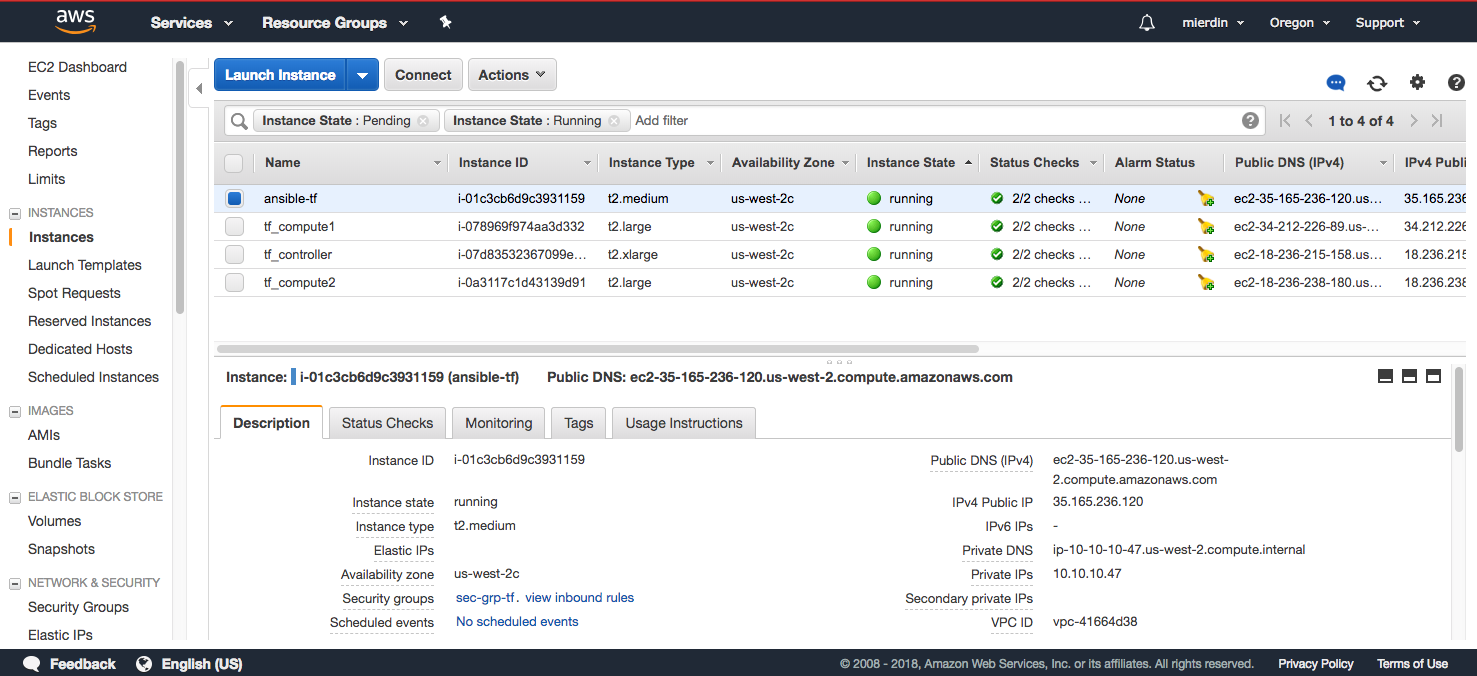 aws Services Resource Groups mierdin Oregon Support
EC2 Dashboard
Events
Tags
Reports
Limits
INSTANCES
Instances
Launch Templates
Spot Requests
Reserved Instances
Dedicated Hosts
Scheduled Instances
IMAGES
AMIs
Bundle Tasks
ELASTIC BLOCK STORE
Volumes
Snapshots
NETWORK & SECURITY
Security Groups
Elastic IPs
Launch Instance Connect Actions
Instance State : Pending Instance State : Running Add filter 1 to 4 of 4
Name Instance ID Instance Type Availability Zone Instance State Status Checks Alarm Status Public DNS (IPv4) IPv4 Publi
ansible-tf i-01c3cb6d9c3931159 t2.medium us-west-2c running 2/2 checks ... None ec2-35-165-236-120.us... 35.165.236
tf_compute1 i-078969f974aa3d332 t2.large us-west-2c running 2/2 checks ... None ec2-34-212-226-89.us-... 34.212.226
tf_controller i-07d83532367099e... t2.xlarge us-west-2c running 2/2 checks ... None ec2-18-236-215-158.us... 18.236.215
tf_compute2 i-0a3117c1d43139d91 t2.large us-west-2c running 2/2 checks ... None ec2-18-236-238-180.us... 18.236.238
Instance: i-01c3cb6d9c3931159 (ansible-tf) Public DNS: ec2-35-165-236-120.us-west-2.compute.amazonaws.com
Description Status Checks Monitoring Tags Usage Instructions
Instance ID i-01c3cb6d9c3931159
Instance state running
Instance type t2.medium
Elastic IPs
Availability zone us-west-2c
Security groups sec-grp-tf. view inbound rules
Scheduled events No scheduled events
Public DNS (IPv4) ec2-35-165-236-120.us-west-
2.compute.amazonaws.com
IPv4 Public IP 35.165.236.120
IPv6 IPs -
Private DNS ip-10-10-10-47.us-west-2.compute.internal
Private IPs 10.10.10.47
Secondary private IPs
VPC ID vpc-41664d38
Feedback English (US) © 2008 - 2018, Amazon Web Services, Inc. or its affiliates. All rights reserved. Privacy Policy Terms of Use